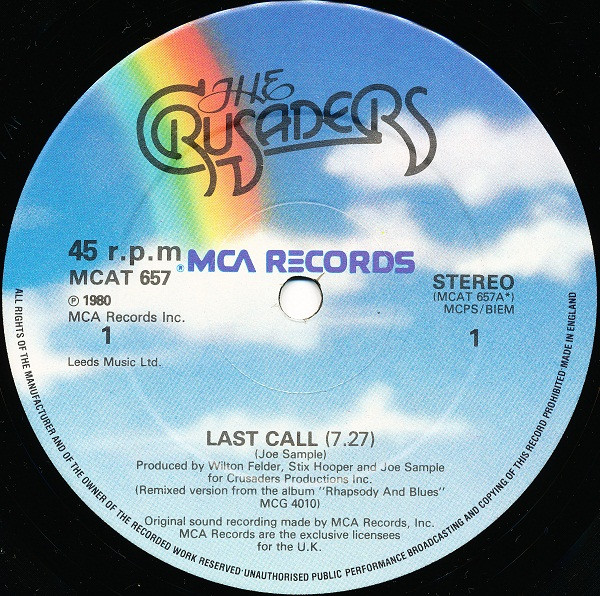 THE
CRUSADERS
45 r.p.m
MCAT 657
® MCA RECORDS
℗ 1980
MCA Records Inc.
1
Leeds Music Ltd.
STEREO
(MCAT 657A*)
MCPS/BIEM
1
LAST CALL (7.27)
(Joe Sample)
Produced by Wilton Felder, Stix Hooper and Joe Sample
for Crusaders Productions Inc.
(Remixed version from the album "Rhapsody And Blues"
MCG 4010)
Original sound recording made by MCA Records, Inc.
MCA Records are the exclusive licensees
for the U.K.
ALL RIGHTS OF THE MANUFACTURER AND OF THE OWNER OF THE RECORDED WORK RESERVED·UNAUTHORISED PUBLIC PERFORMANCE BROADCASTING AND COPYING OF THIS RECORD PROHIBITED·MADE IN ENGLAND